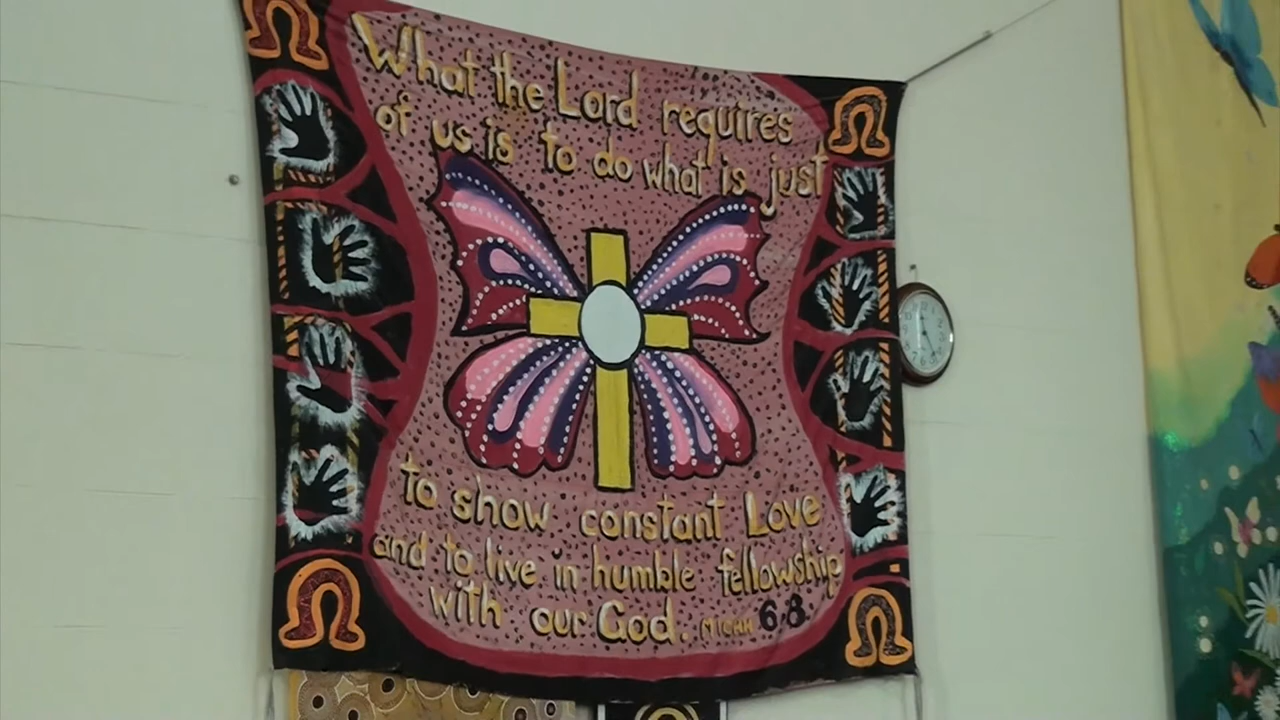 What the Lord requires
of us is to do what is just
to show constant Love
and to live in humble fellowship
with our God. MICAH 6.8.